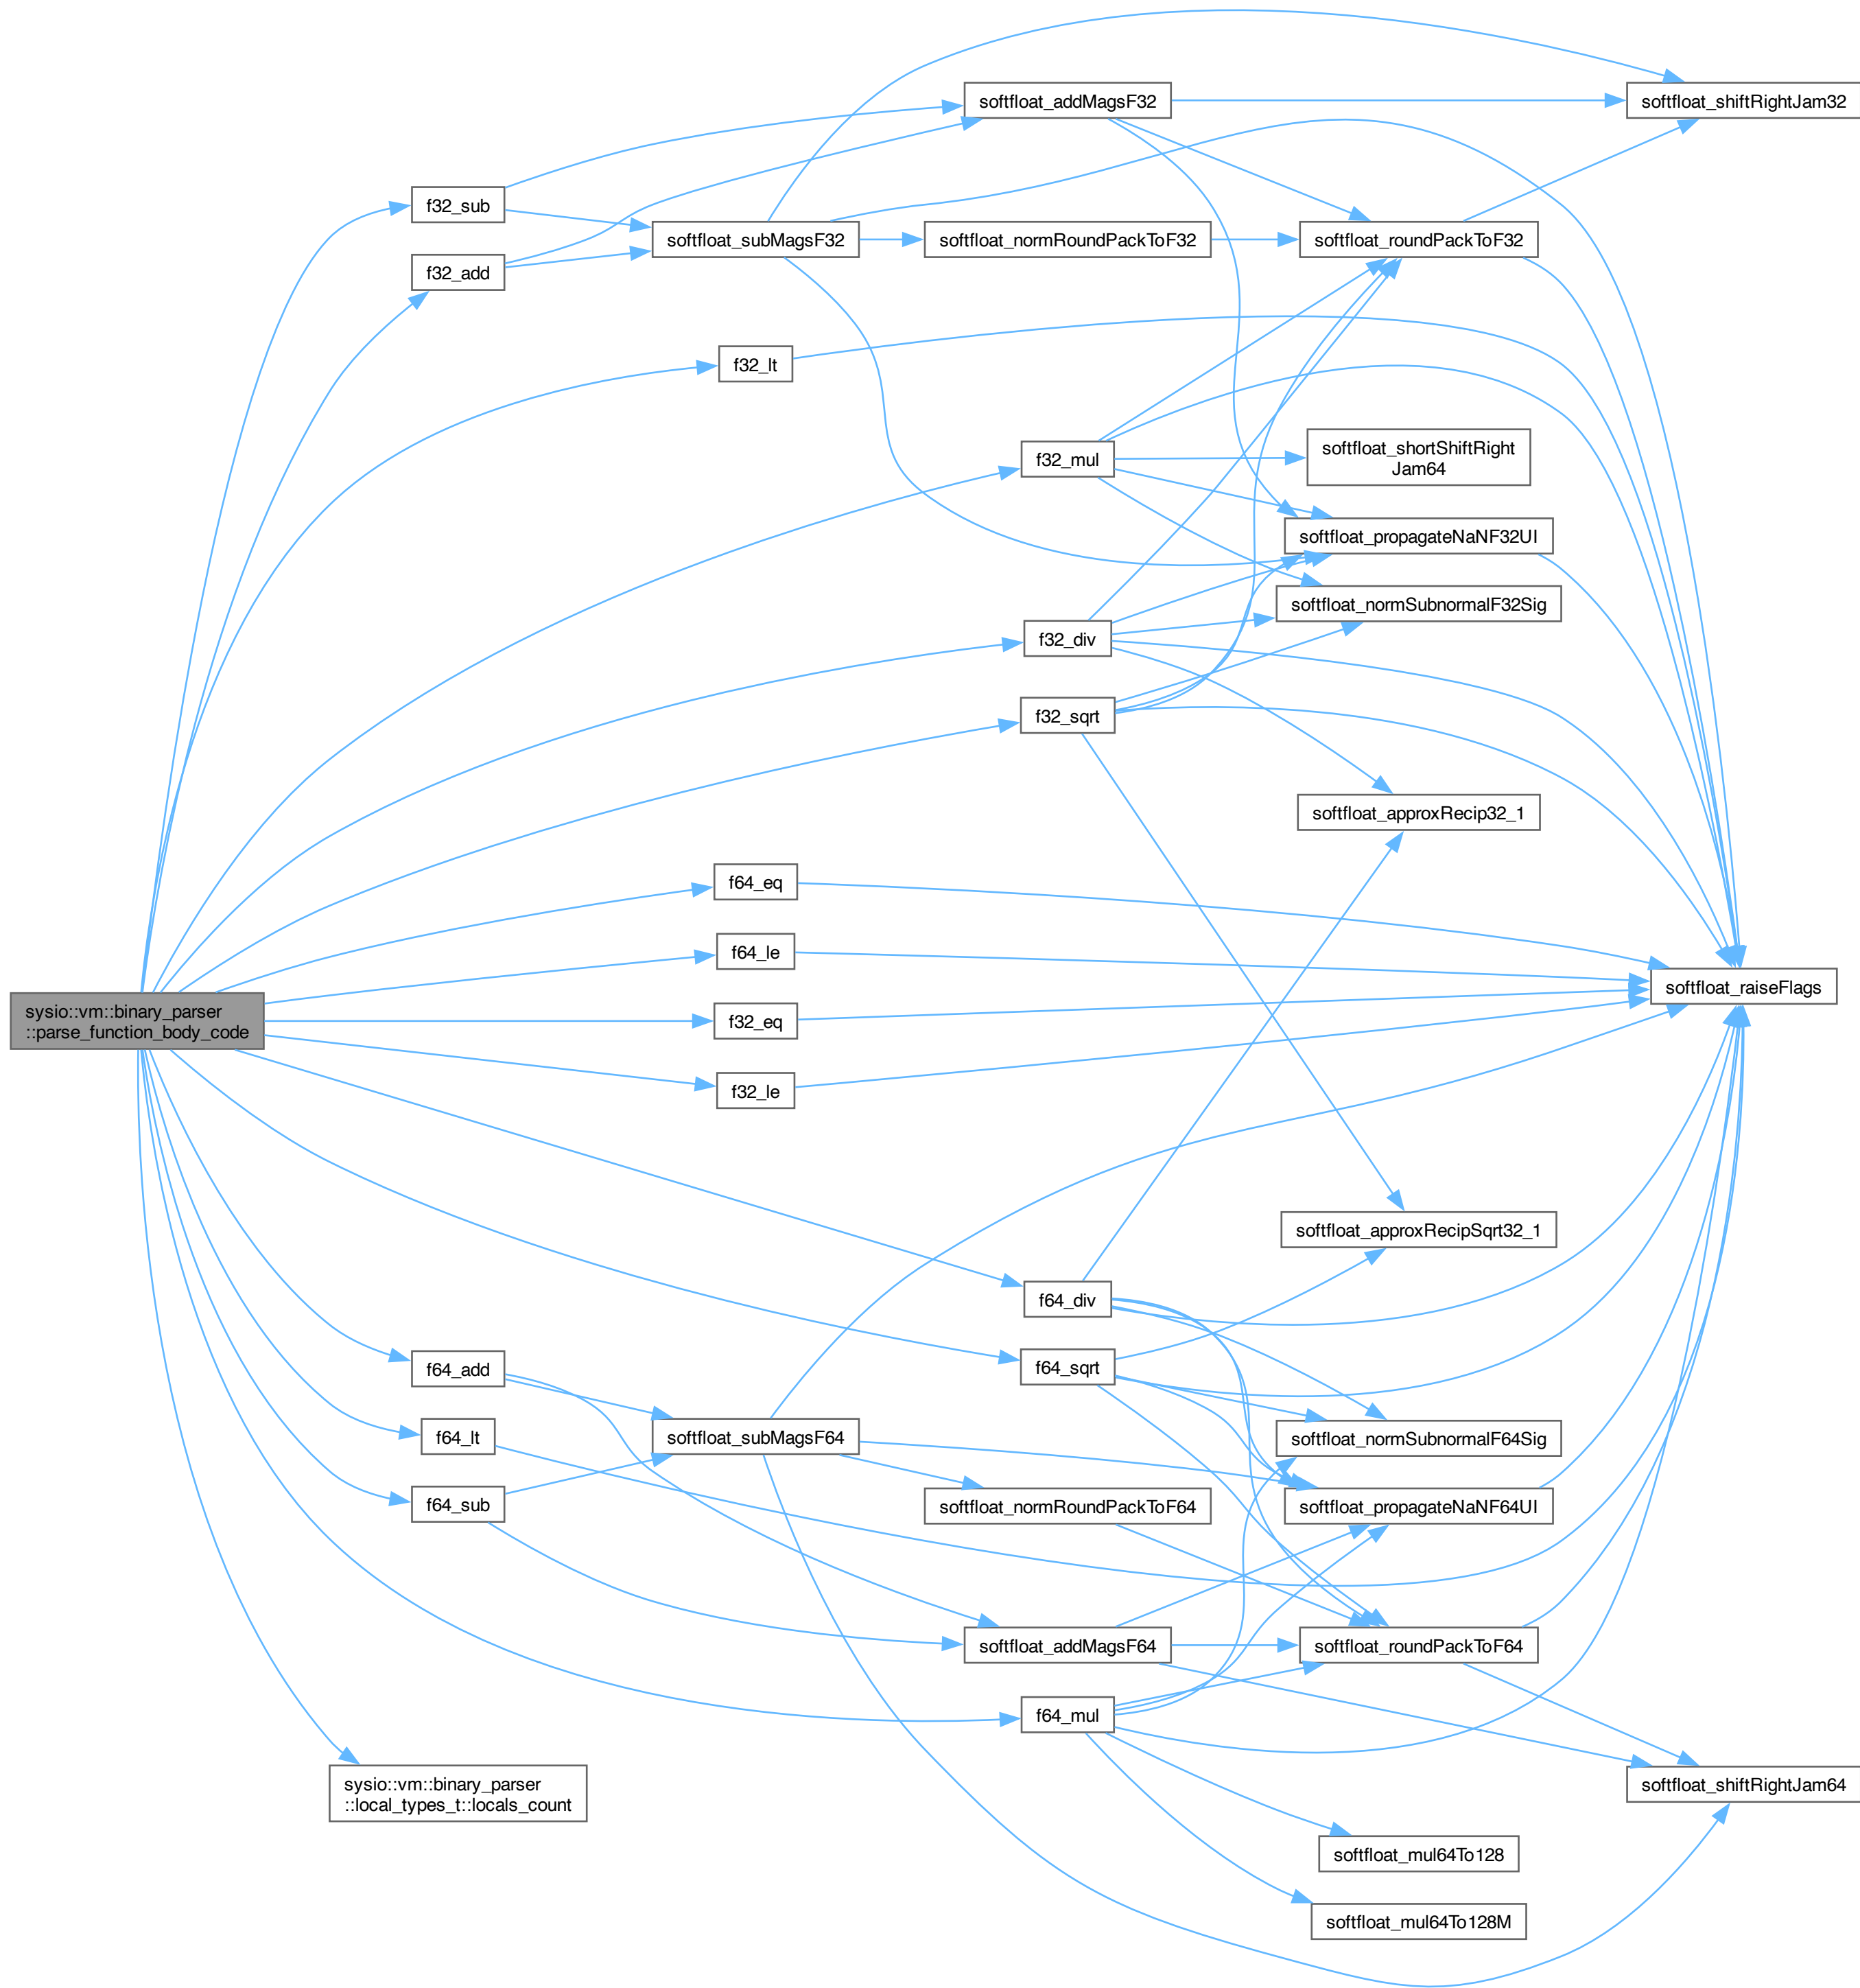 softfloat_addMagsF32
softfloat_shiftRightJam32
f32_sub
softfloat_subMagsF32
softfloat_normRoundPackToF32
softfloat_roundPackToF32
f32_add
f32_lt
f32_mul
softfloat_shortShiftRight
Jam64
softfloat_propagateNaNF32UI
softfloat_normSubnormalF32Sig
f32_div
f32_sqrt
softfloat_approxRecip32_1
f64_eq
f64_le
softfloat_raiseFlags
sysio::vm::binary_parser
::parse_function_body_code
f32_eq
f32_le
softfloat_approxRecipSqrt32_1
f64_div
f64_sqrt
f64_add
f64_lt
softfloat_subMagsF64
softfloat_normSubnormalF64Sig
f64_sub
softfloat_normRoundPackToF64
softfloat_propagateNaNF64UI
softfloat_addMagsF64
softfloat_roundPackToF64
f64_mul
sysio::vm::binary_parser
::local_types_t::locals_count
softfloat_shiftRightJam64
softfloat_mul64To128
softfloat_mul64To128M